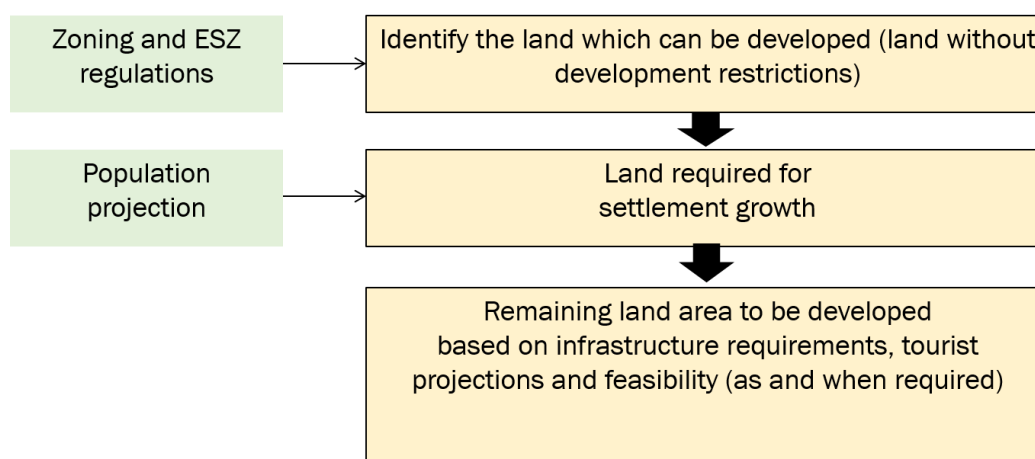 Zoning and ESZ
regulations
Identify the land which can be developed (land without
development restrictions)
Population
projection
Land required for
settlement growth
Remaining land area to be developed
based on infrastructure requirements, tourist
projections and feasibility (as and when required)